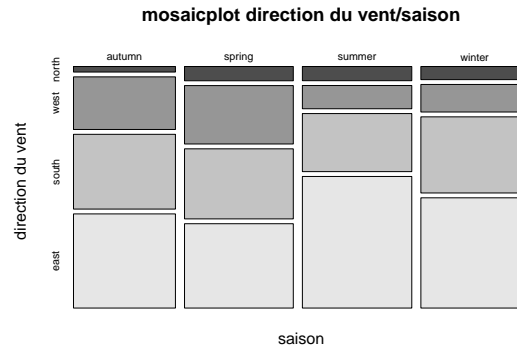 mosaicplot direction du vent/saison
autumn spring summer winter
north
west
south
east
direction du vent
saison